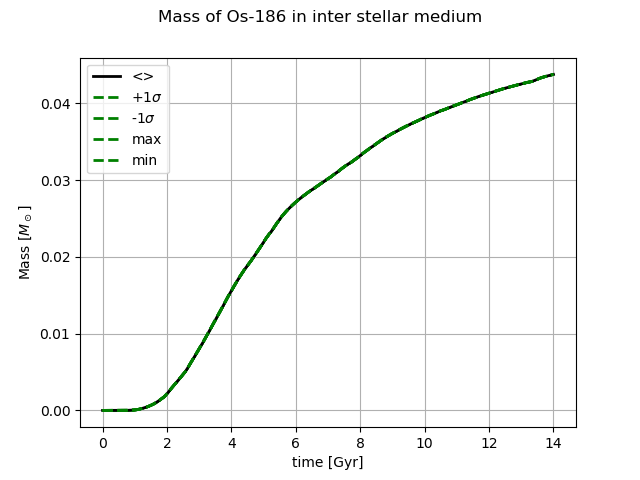 Mass of Os-186 in inter stellar medium
<>
+1σ
-1σ
max
min
0.04
0.03
0.02
0.01
0.00
Mass [M⊙]
0 2 4 6 8 10 12 14
time [Gyr]